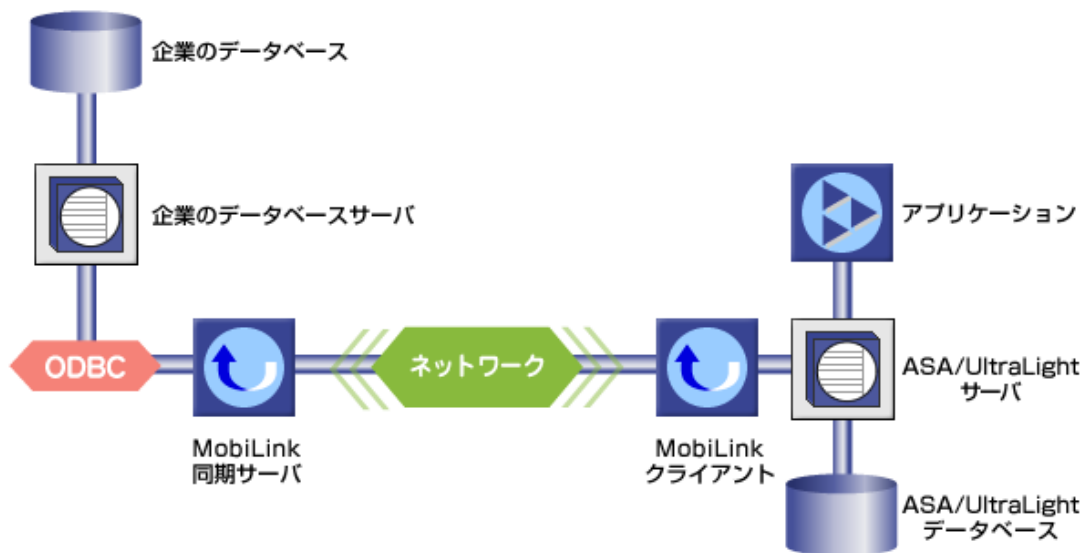 企業のデータベース
企業のデータベースサーバ
アプリケーション
ODBC
ネットワーク
ASA/UltraLight
サーバ
MobiLink
同期サーバ
MobiLink
クライアント
ASA/UltraLight
データベース